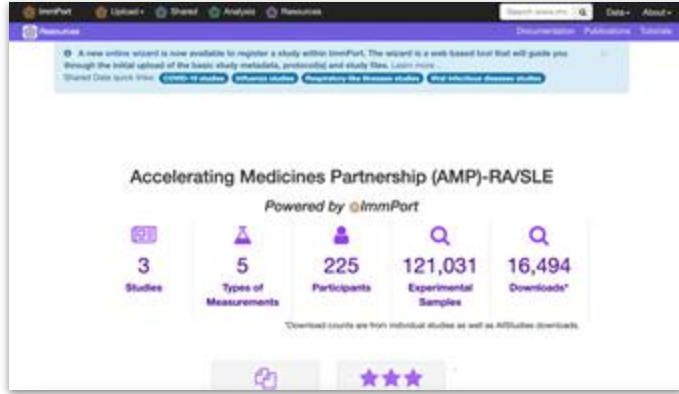 ImmPort Upload Shared Analysis Resources Data About
Resources Documentation Publications Tutorials
A new online wizard is now available to register a study within ImmPort. The wizard is a web based tool that will guide you
through the initial upload of the basic study metadata, protocol(s) and study files. Learn more ..
Shared Data quick links: COVID-19 studies Influenza studies Respiratory-like illnesses studies Viral infectious diseases studies
Accelerating Medicines Partnership (AMP)-RA/SLE
Powered by ImmPort
3 5 225 121,031 16,494
Studies Types of Participants Experimental Downloads*
Measurements Samples
*Download counts are from individual studies as well as AllStudies downloads.